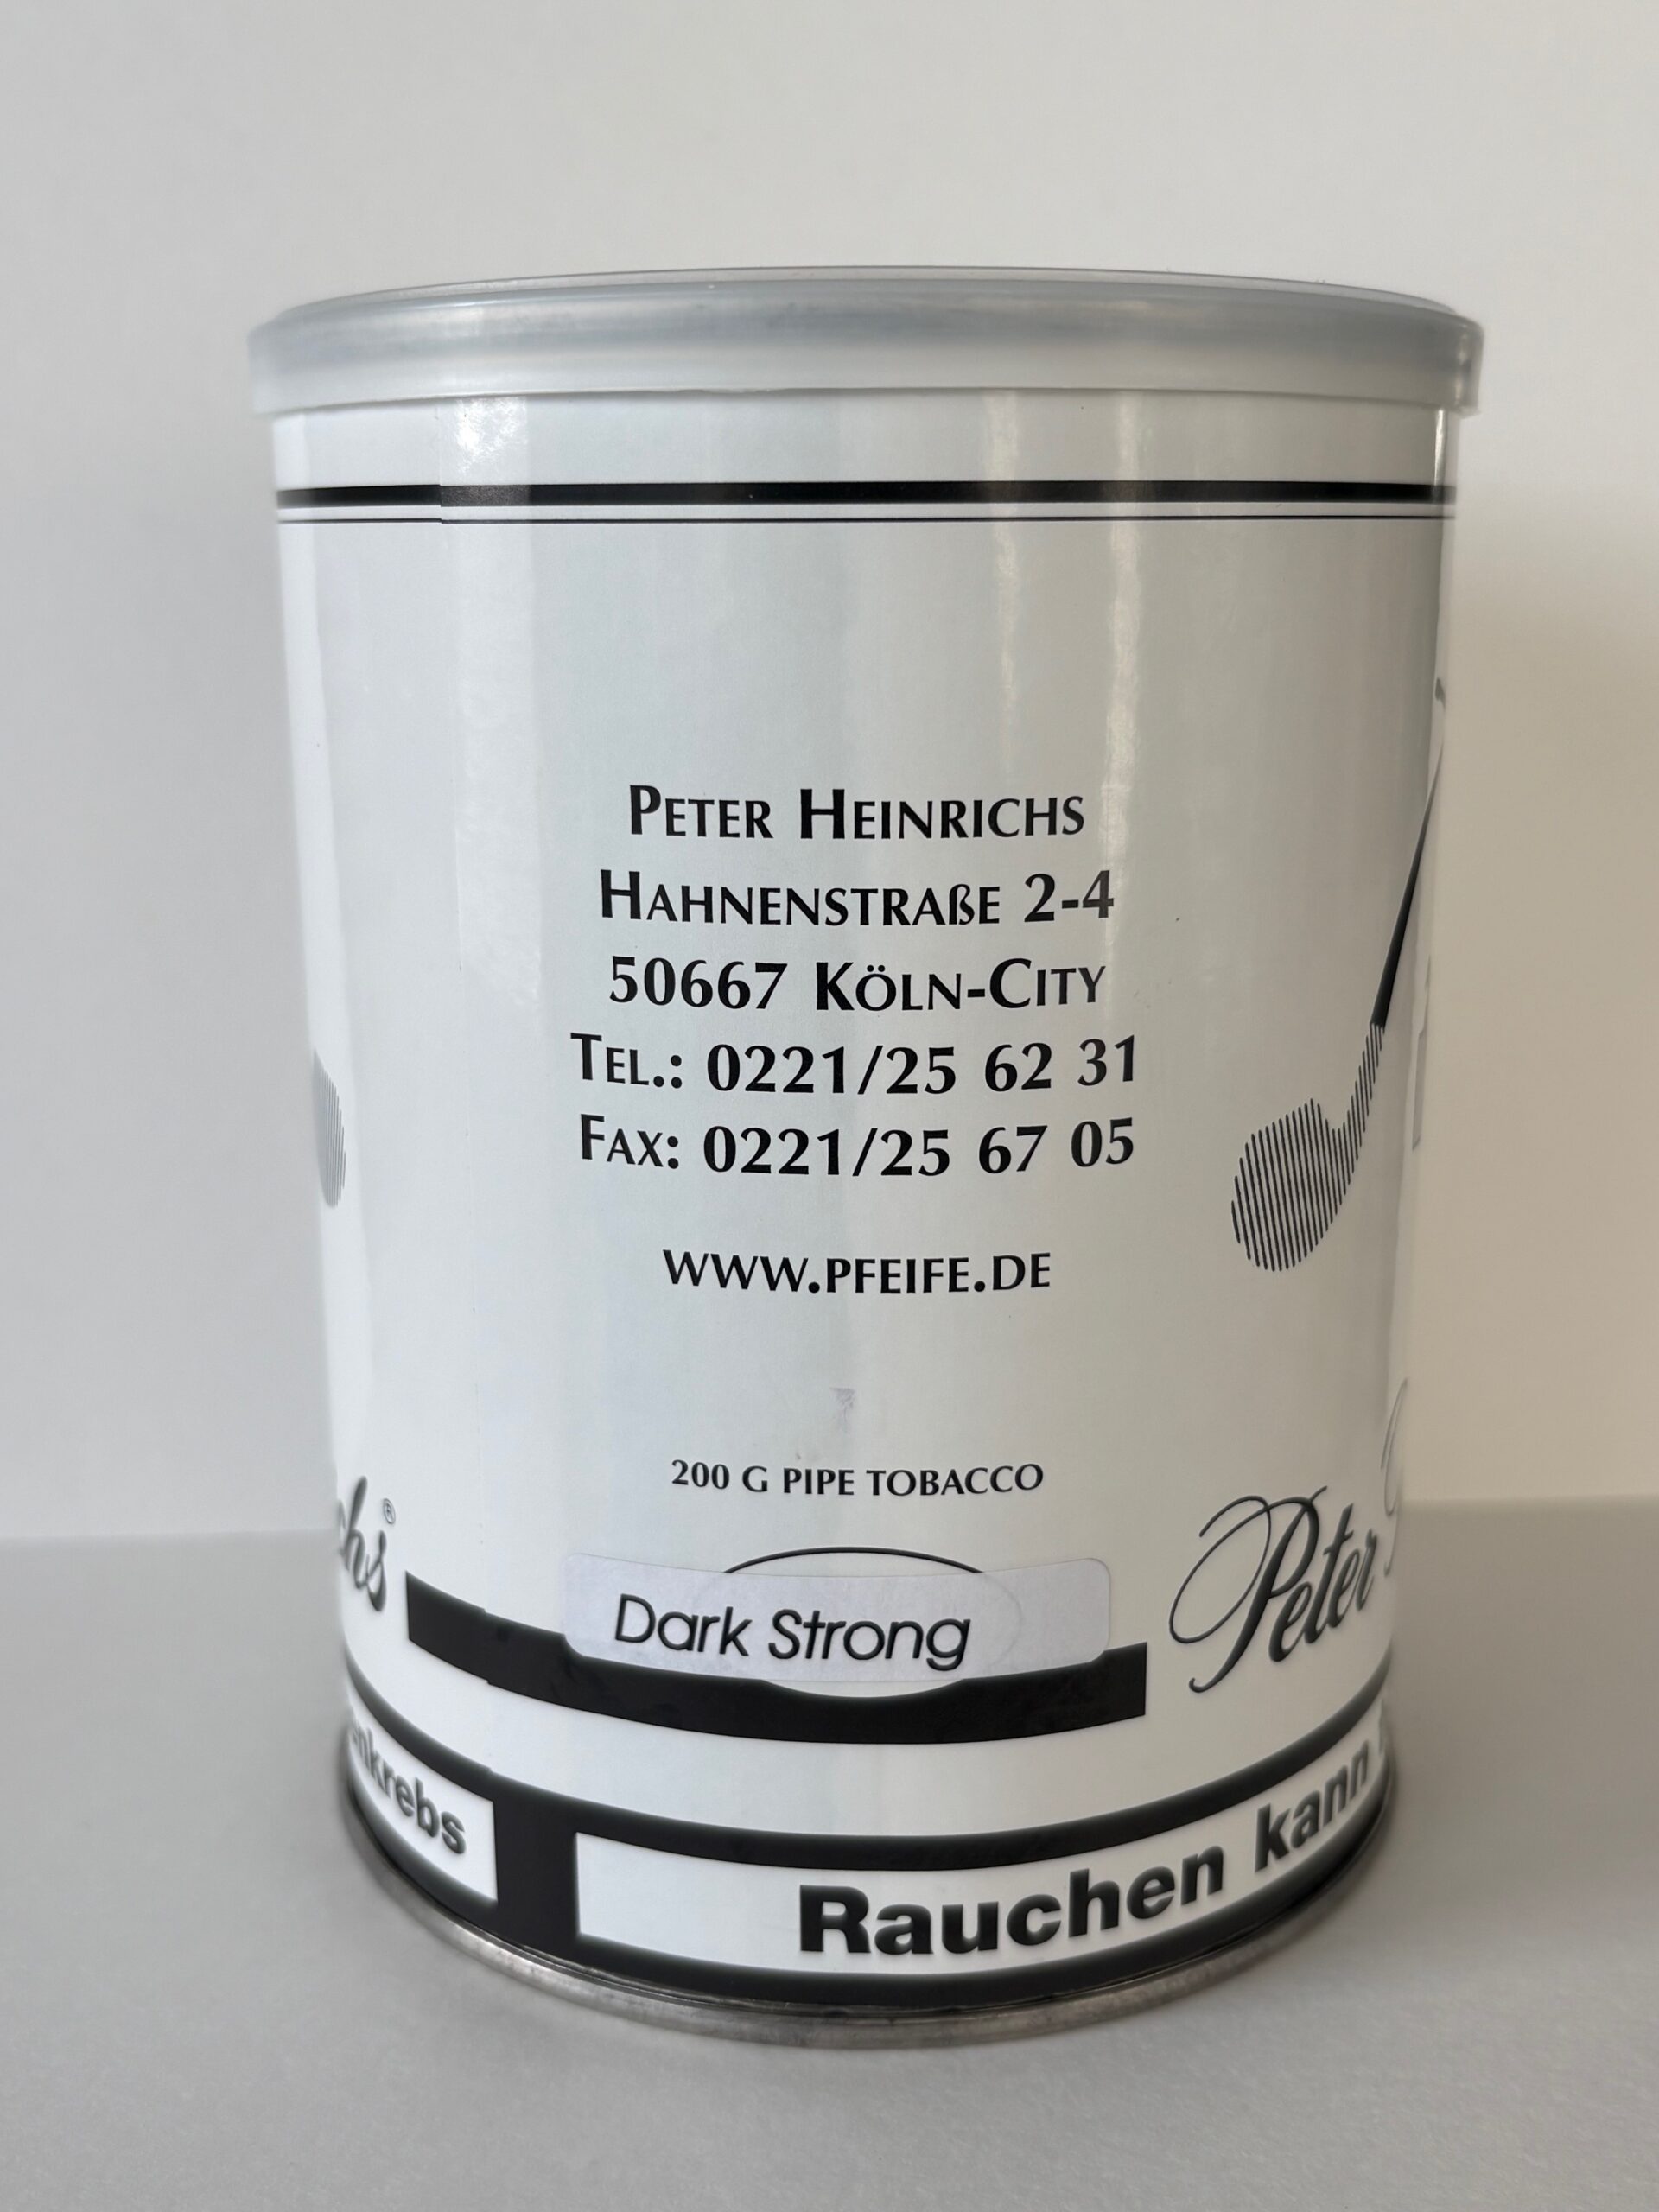 Peter Heinrichs
Hahnenstraße 2-4
50667 Köln-City
Tel.: 0221/25 62 31
Fax: 0221/25 67 05
www.pfeife.de
200 g pipe tobacco
Dark Strong
Peter
Rauchen kann